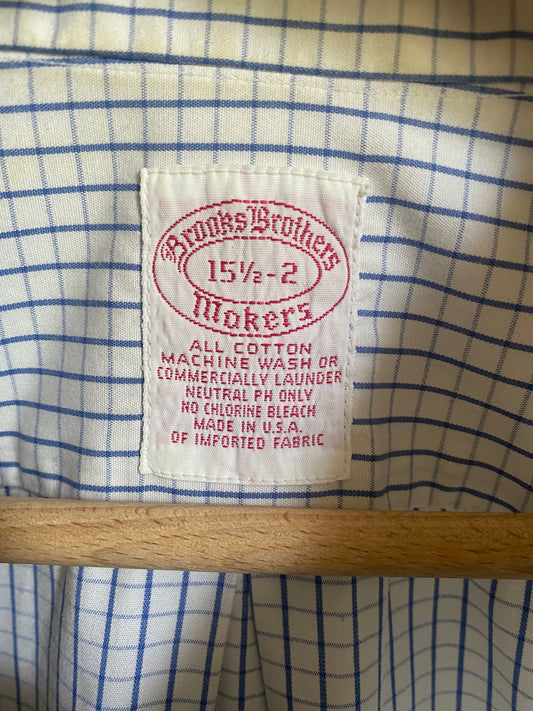 Brooks Brothers
15½-2
Makers
ALL COTTON
MACHINE WASH OR
COMMERCIALLY LAUNDER
NEUTRAL PH ONLY
NO CHLORINE BLEACH
MADE IN U.S.A.
OF IMPORTED FABRIC